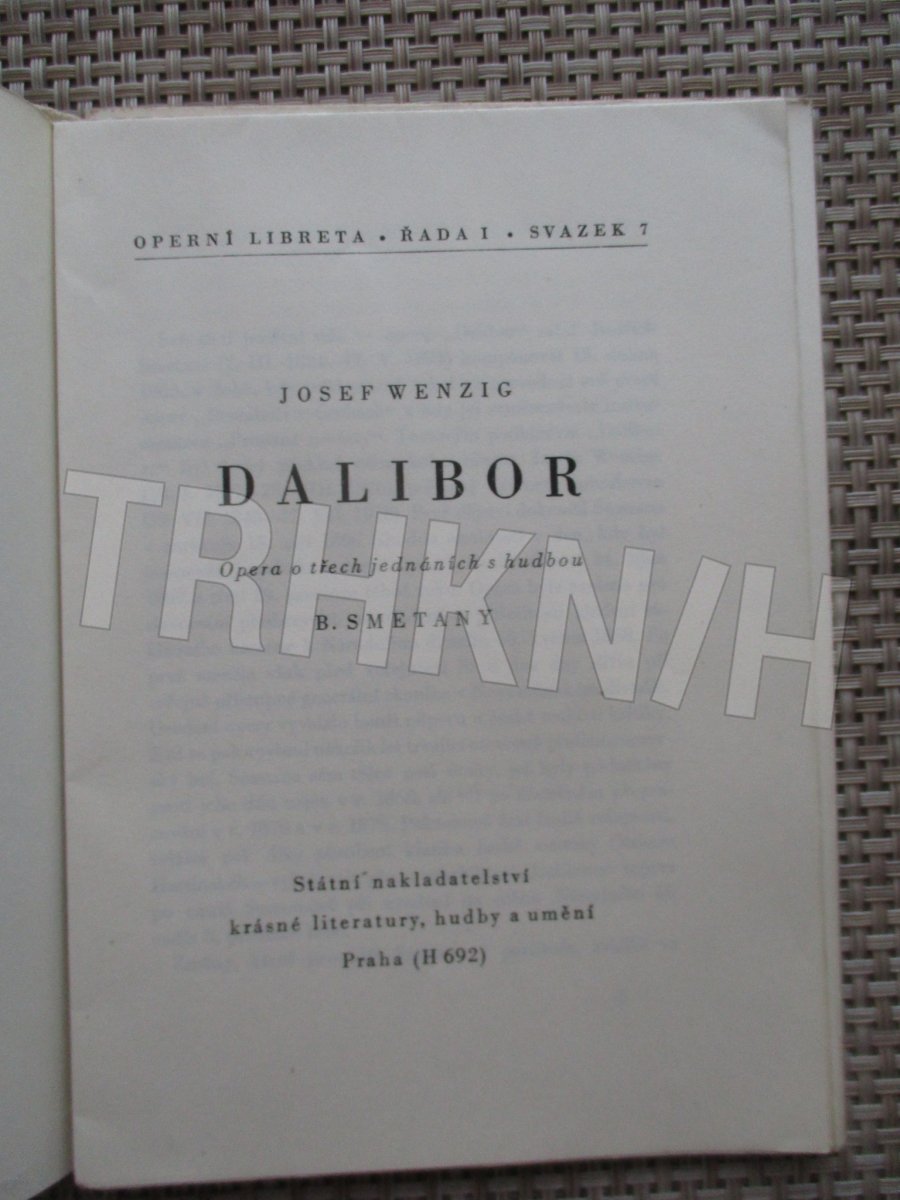 OPERNÍ LIBRETA • ŘADA I • SVAZEK 7
JOSEF WENZIG
DALIBOR
Opera o třech jednáních s hudbou
B. SMETANY
TRHKNIH
Státní nakladatelství
krásné literatury, hudby a umění
Praha (H 692)